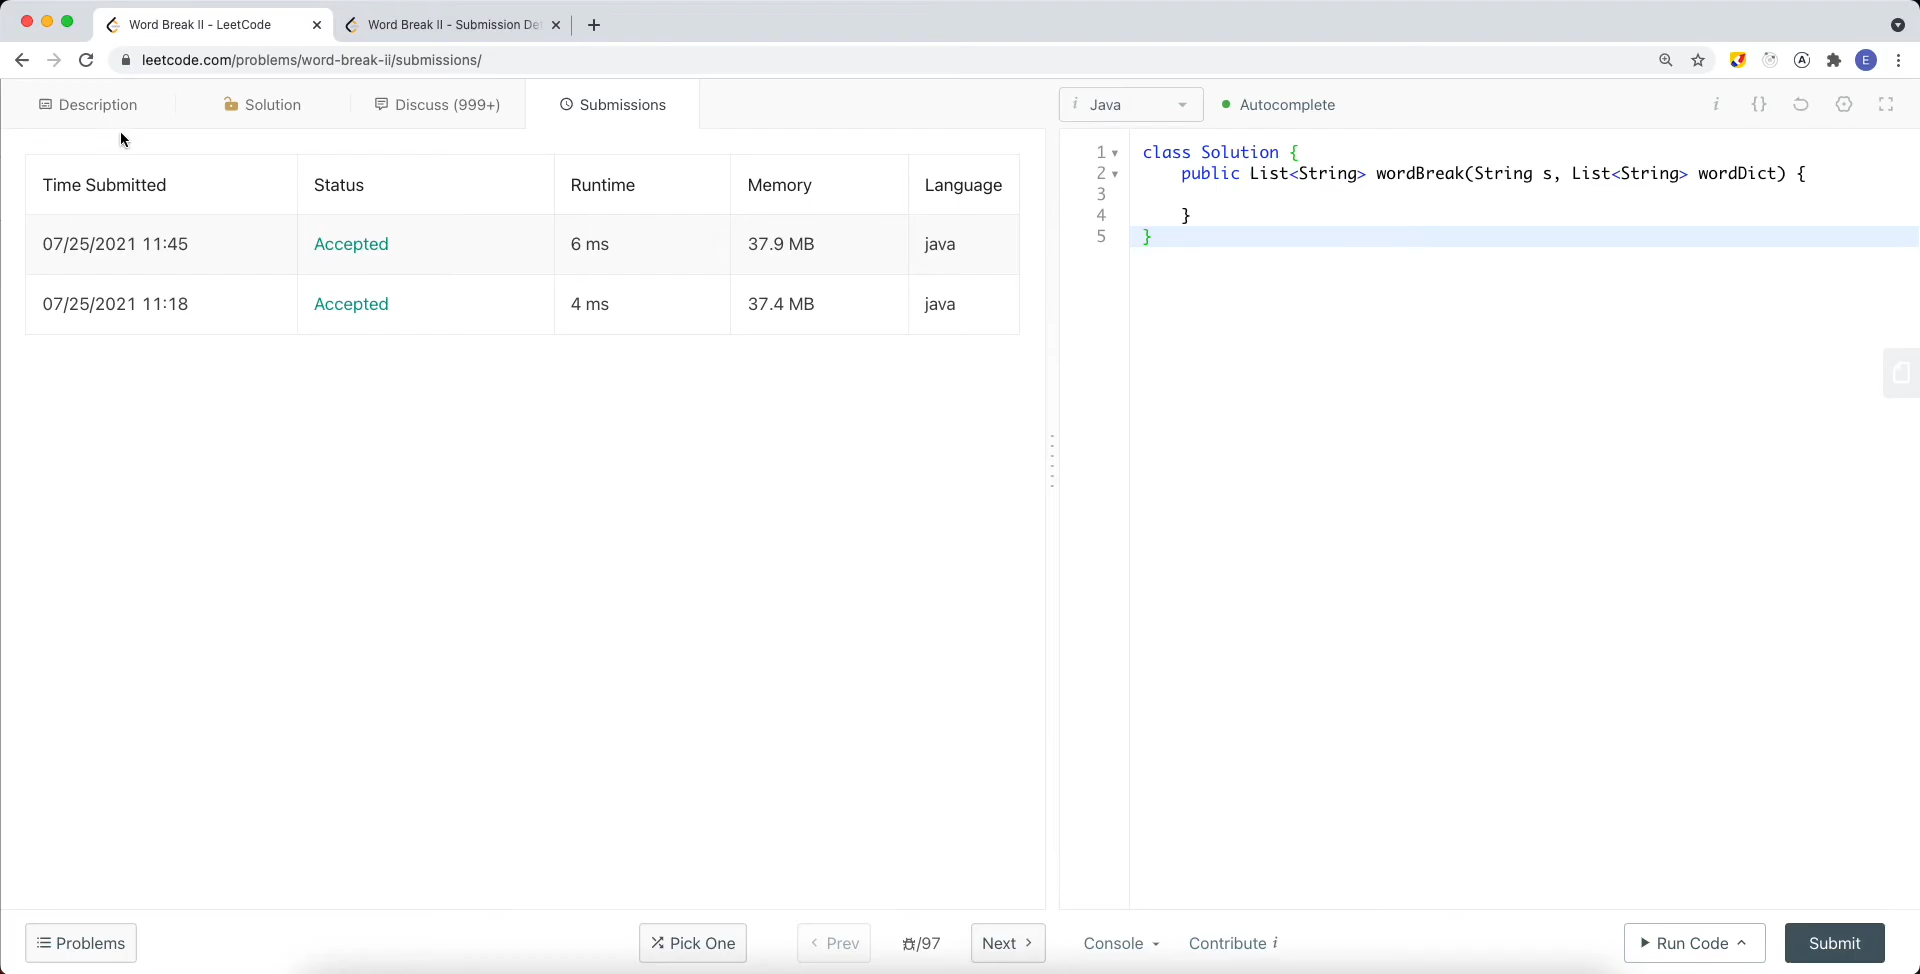 Word Break II - LeetCode
Word Break II - Submission De
leetcode.com/problems/word-break-ii/submissions/
E
Description
Solution
Discuss (999+)
Submissions
i Java
Autocomplete
i {}
Time Submitted Status Runtime Memory Language
07/25/2021 11:45 Accepted 6 ms 37.9 MB java
07/25/2021 11:18 Accepted 4 ms 37.4 MB java
1 class Solution {
2 public List<String> wordBreak(String s, List<String> wordDict) {
3
4 }
5 }
Problems
Pick One
Prev
/97
Next
Console
Contribute i
Run Code
Submit